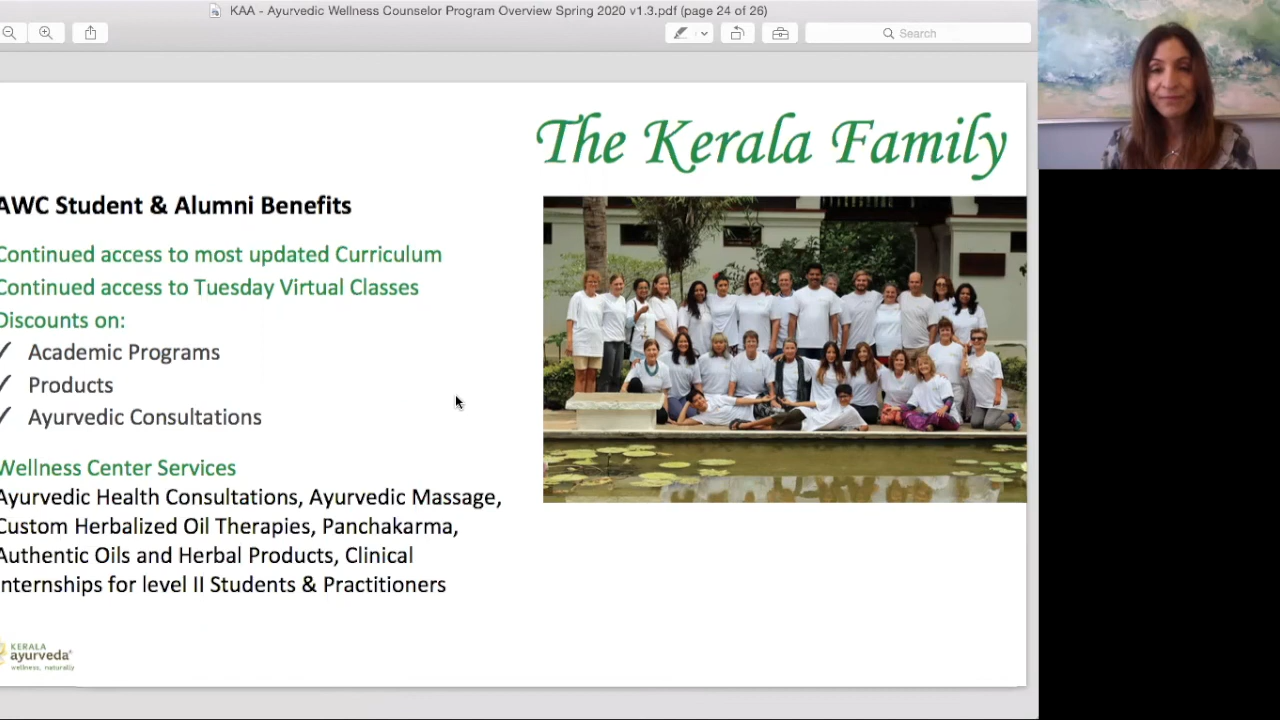 KAA - Ayurvedic Wellness Counselor Program Overview Spring 2020 v1.3.pdf (page 24 of 26)
Search
The Kerala Family
AWC Student & Alumni Benefits
Continued access to most updated Curriculum
Continued access to Tuesday Virtual Classes
Discounts on:
✓ Academic Programs
✓ Products
✓ Ayurvedic Consultations
Wellness Center Services
Ayurvedic Health Consultations, Ayurvedic Massage,
Custom Herbalized Oil Therapies, Panchakarma,
Authentic Oils and Herbal Products, Clinical
nternships for level II Students & Practitioners
KERALA
ayurveda®
wellness, naturally